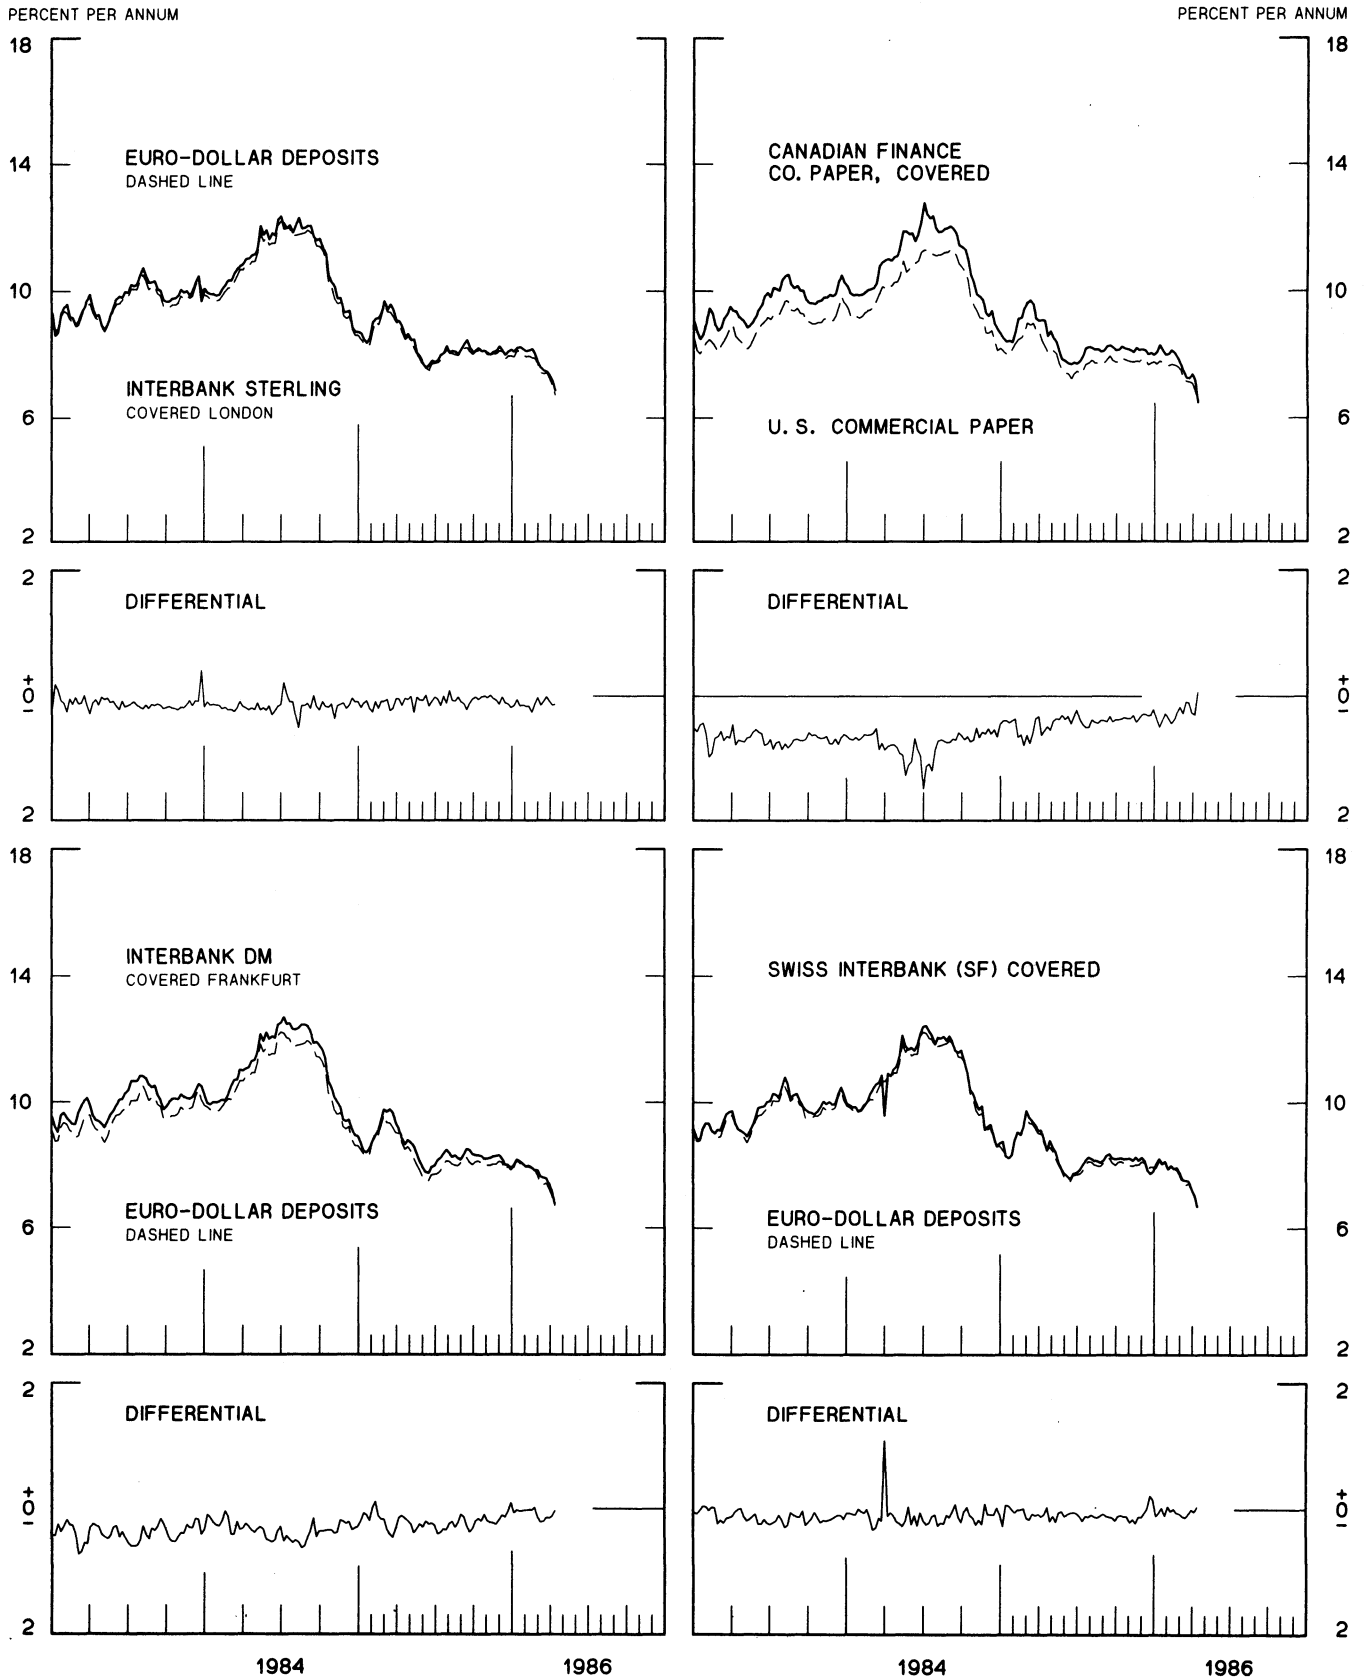 PERCENT PER ANNUM
PERCENT PER ANNUM
18
14
10
6
2
EURO-DOLLAR DEPOSITS
DASHED LINE
INTERBANK STERLING
COVERED LONDON
CANADIAN FINANCE
CO. PAPER, COVERED
U. S. COMMERCIAL PAPER
18
14
10
6
2
2
+
0
−
2
DIFFERENTIAL
DIFFERENTIAL
2
+
0
−
2
18
14
10
6
2
INTERBANK DM
COVERED FRANKFURT
EURO-DOLLAR DEPOSITS
DASHED LINE
SWISS INTERBANK (SF) COVERED
EURO-DOLLAR DEPOSITS
DASHED LINE
18
14
10
6
2
2
+
0
−
2
DIFFERENTIAL
DIFFERENTIAL
2
+
0
−
2
1984
1986
1984
1986